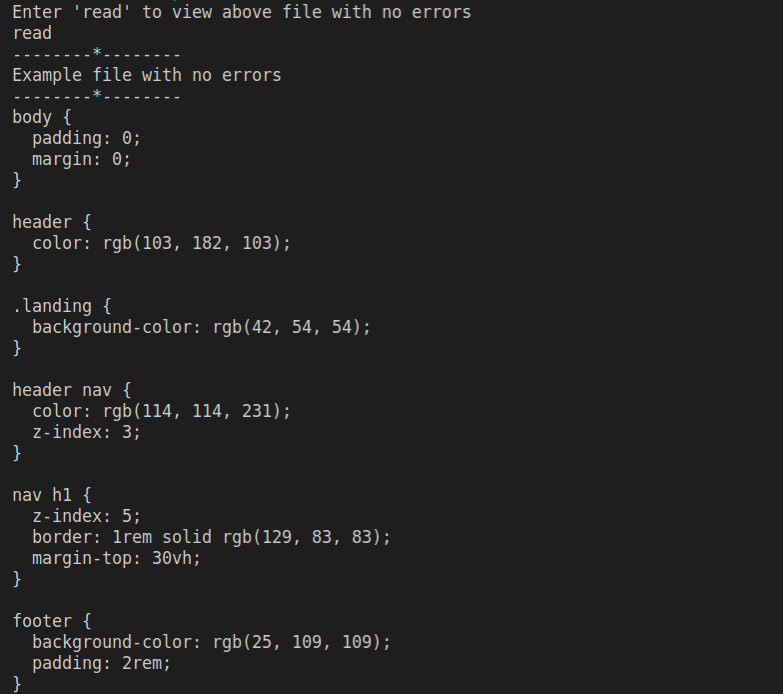 Enter 'read' to view above file with no errors
read
--------*--------
Example file with no errors
--------*--------
body {
  padding: 0;
  margin: 0;
}

header {
  color: rgb(103, 182, 103);
}

.landing {
  background-color: rgb(42, 54, 54);
}

header nav {
  color: rgb(114, 114, 231);
  z-index: 3;
}

nav h1 {
  z-index: 5;
  border: 1rem solid rgb(129, 83, 83);
  margin-top: 30vh;
}

footer {
  background-color: rgb(25, 109, 109);
  padding: 2rem;
}